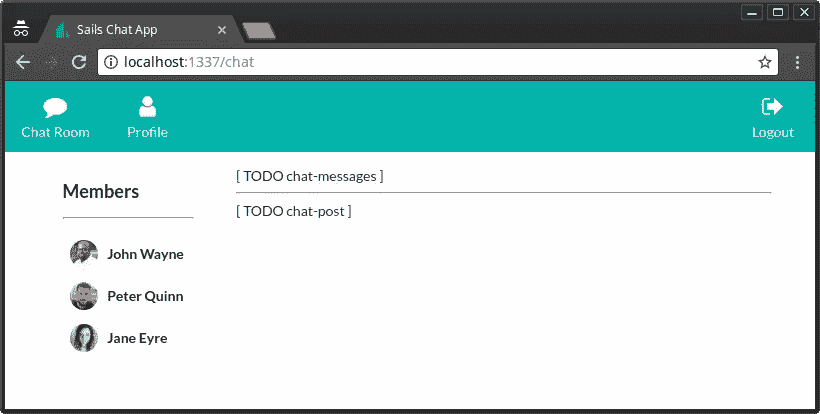 Sails Chat App
localhost:1337/chat
Chat Room
Profile
Logout
Members
John Wayne
Peter Quinn
Jane Eyre
[ TODO chat-messages ]
[ TODO chat-post ]